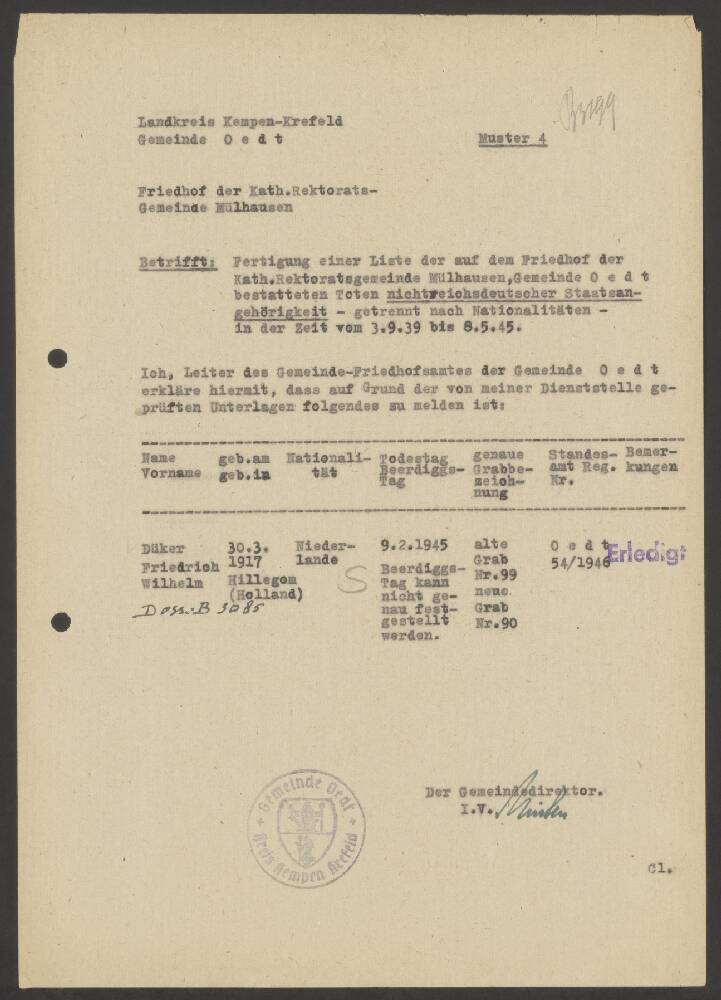 Landkreis Kempen-Krefeld
Gemeinde O e d t
Muster 4
Friedhof der Kath.Rektorats-
Gemeinde Mülhausen
Betrifft: Fertigung einer Liste der auf dem Friedhof der
Kath.Rektoratsgemeinde Mülhausen,Gemeinde O e d t
bestatteten Toten nichtreichsdeutscher Staatsan-
gehörigkeit - getrennt nach Nationalitäten -
in der Zeit vom 3.9.39 bis 8.5.45.
Ich, Leiter des Gemeinde-Friedhofsamtes der Gemeinde O e d t
erkläre hiermit, dass auf Grund der von meiner Dienststelle ge-
prüften Unterlagen folgendes zu melden ist:
Name geb.am Nationali- Todestag genaue Standes- Bemer-
Vorname geb.in tät Beerdiggs- Grabbe- amt Reg. kungen
Tag zeich- Nr.
nung
Düker 30.3. Nieder- 9.2.1945 alte O e d t Erledigt
Friedrich 1917 lande Beerdiggs- Grab 54/1946
Wilhelm Hillegom S Tag kann Nr.99
(Holland) nicht ge- neue
Doss.-B 3085 nau fest- Grab
gestellt Nr.90
werden.
Der Gemeindedirektor.
I.V.
Gemeinde Oedt
Kreis Kempen Krefeld
Cl.